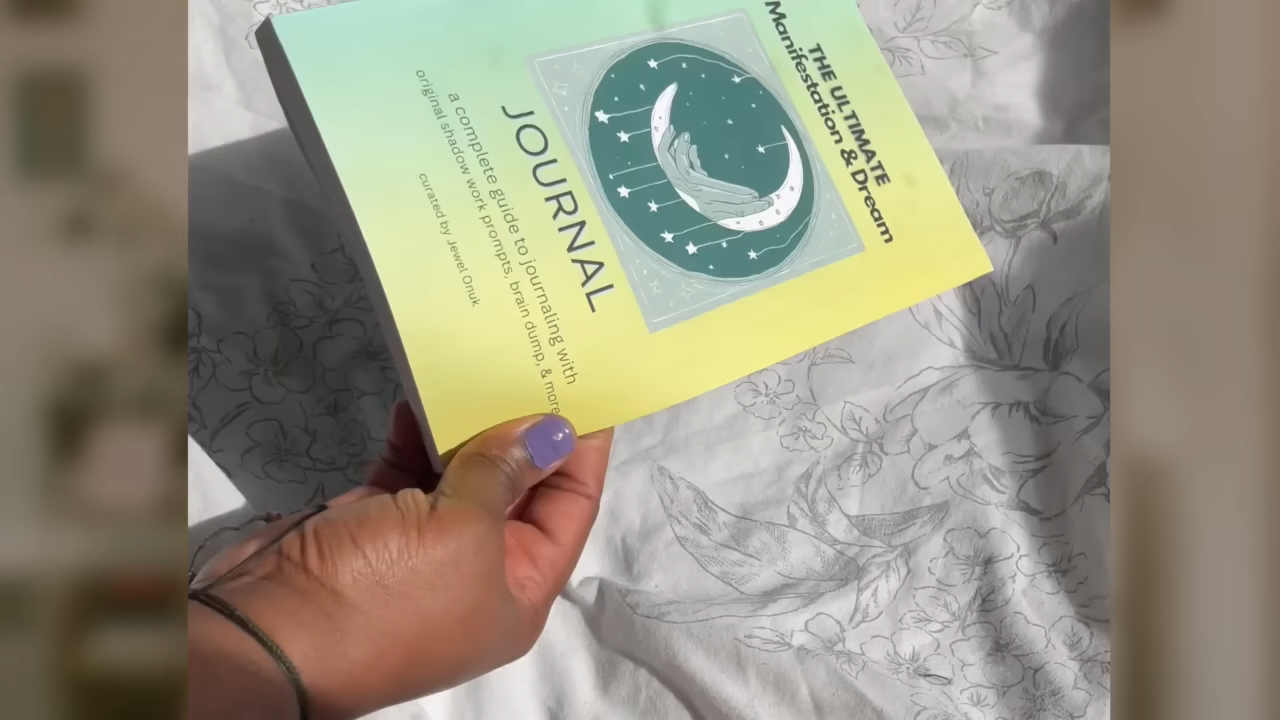 THE ULTIMATE
Manifestation & Dream
JOURNAL
a complete guide to journaling with
original shadow work prompts, brain dump, & more
curated by Jewel Onuk